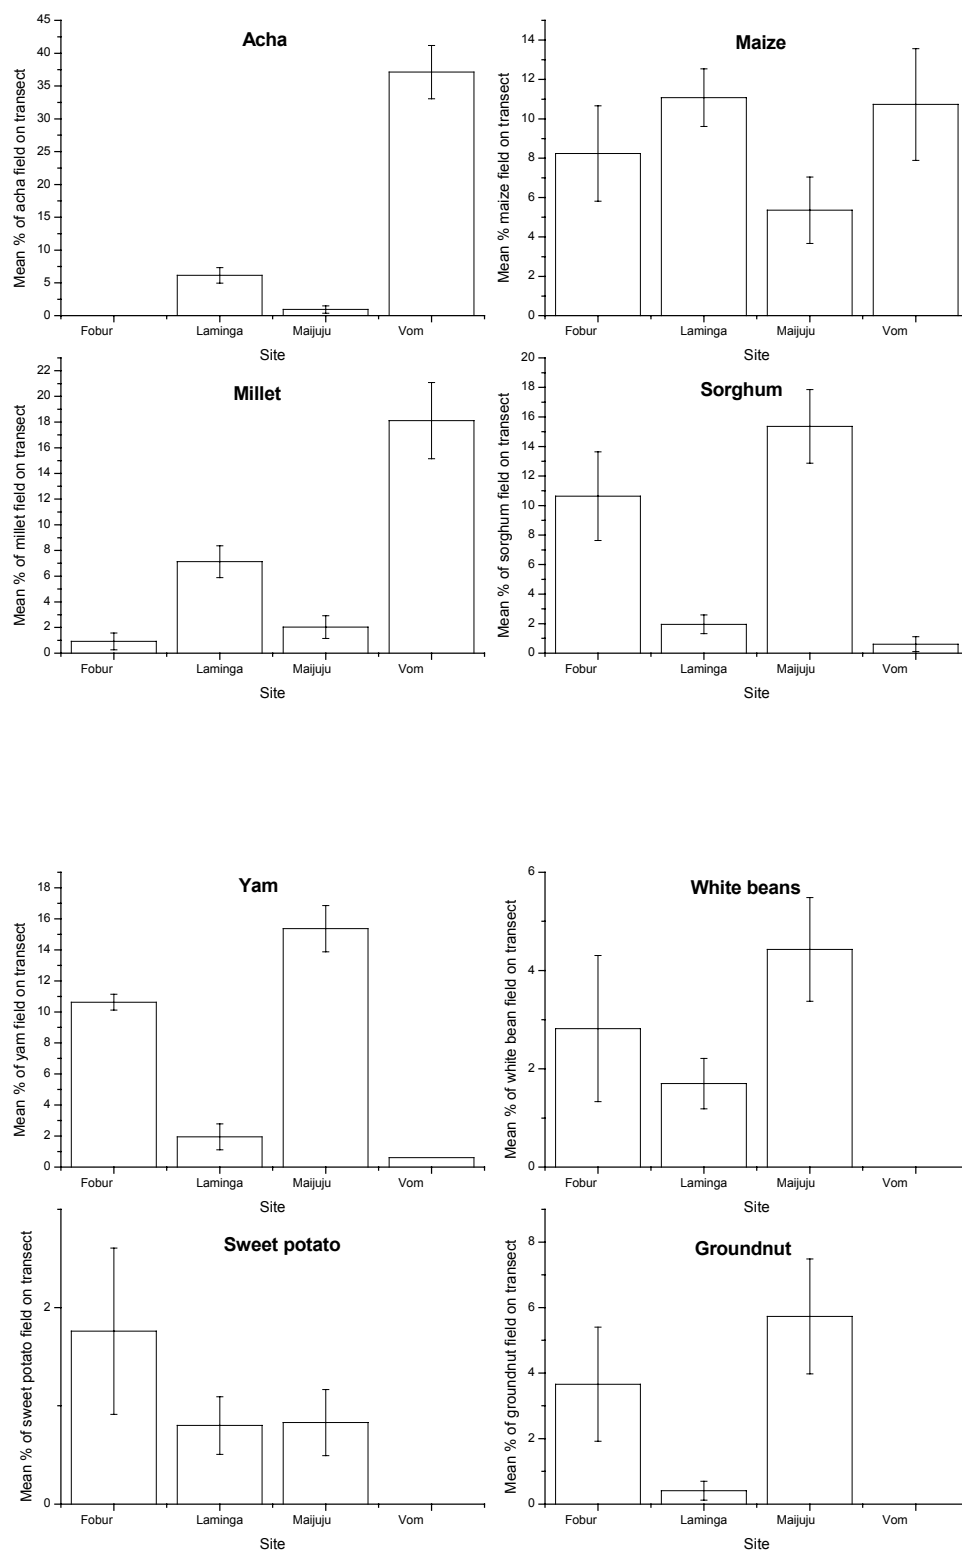 Acha
Mean % of acha field on transect
45
40
35
30
25
20
15
10
5
0
Fobur Laminga Maijuju Vom
Site
Maize
Mean % maize field on transect
14
12
10
8
6
4
2
0
Fobur Laminga Maijuju Vom
Site
Millet
Mean % of millet field on transect
22
20
18
16
14
12
10
8
6
4
2
0
Fobur Laminga Maijuju Vom
Site
Sorghum
Mean % of sorghum field on transect
20
18
16
14
12
10
8
6
4
2
0
Fobur Laminga Maijuju Vom
Site
Yam
Mean % of yam field on transect
18
16
14
12
10
8
6
4
2
0
Fobur Laminga Maijuju Vom
Site
White beans
Mean % of white bean field on transect
6
4
2
0
Fobur Laminga Maijuju Vom
Site
Sweet potato
Mean % of sweet potato field on transect
2
0
Fobur Laminga Maijuju Vom
Site
Groundnut
Mean % of groundnut field on transect
8
6
4
2
0
Fobur Laminga Maijuju Vom
Site